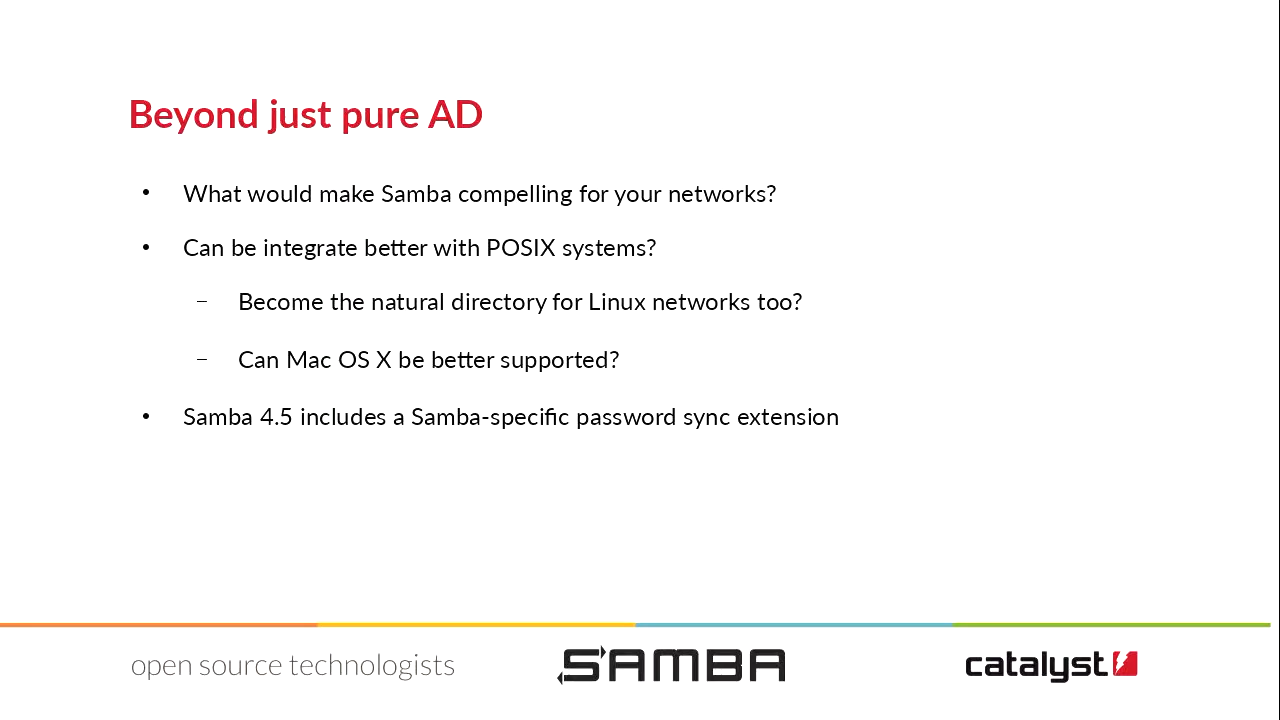 Beyond just pure AD
• What would make Samba compelling for your networks?
• Can be integrate better with POSIX systems?
– Become the natural directory for Linux networks too?
– Can Mac OS X be better supported?
• Samba 4.5 includes a Samba-specific password sync extension
open source technologists
SAMBA
catalyst